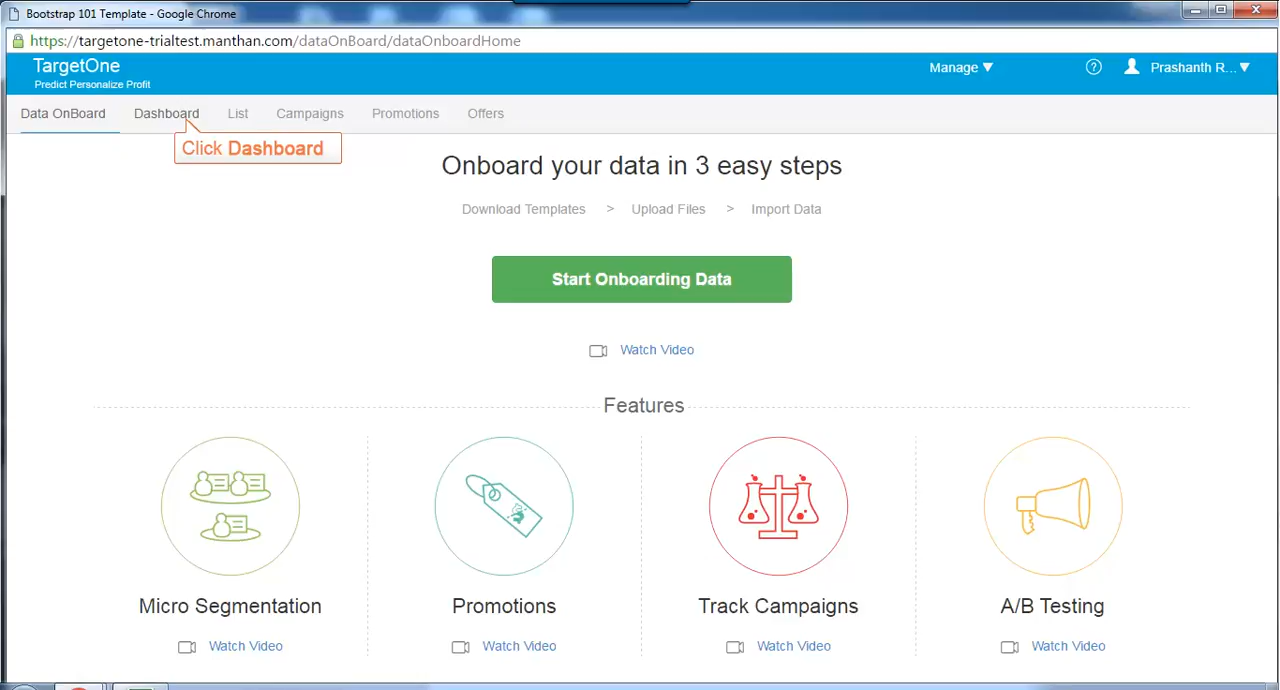 Bootstrap 101 Template - Google Chrome
https://targetone-trialtest.manthan.com/dataOnBoard/dataOnboardHome
TargetOne
Predict Personalize Profit
Manage ▼
? Prashanth R... ▼
Data OnBoard Dashboard List Campaigns Promotions Offers
Click Dashboard
Onboard your data in 3 easy steps
Download Templates > Upload Files > Import Data
Start Onboarding Data
Watch Video
Features
Micro Segmentation Promotions Track Campaigns A/B Testing
Watch Video Watch Video Watch Video Watch Video